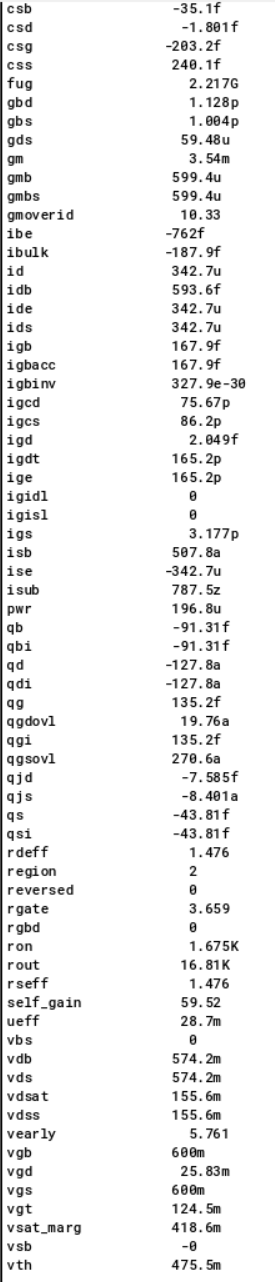 csb -35.1f
csd -1.801f
csg -203.2f
css 240.1f
fug 2.217G
gbd 1.128p
gbs 1.004p
gds 59.48u
gm 3.54m
gmb 599.4u
gmbs 599.4u
gmoverid 10.33
ibe -762f
ibulk -187.9f
id 342.7u
idb 593.6f
ide 342.7u
ids 342.7u
igb 167.9f
igbacc 167.9f
igbinv 327.9e-30
igcd 75.67p
igcs 86.2p
igd 2.049f
igdt 165.2p
ige 165.2p
igidl 0
igisl 0
igs 3.177p
isb 507.8a
ise -342.7u
isub 787.5z
pwr 196.8u
qb -91.31f
qbi -91.31f
qd -127.8a
qdi -127.8a
qg 135.2f
qgdovl 19.76a
qgi 135.2f
qgsovl 270.6a
qjd -7.585f
qjs -8.401a
qs -43.81f
qsi -43.81f
rdeff 1.476
region 2
reversed 0
rgate 3.659
rgbd 0
ron 1.675K
rout 16.81K
rseff 1.476
self_gain 59.52
ueff 28.7m
vbs 0
vdb 574.2m
vds 574.2m
vdsat 155.6m
vdss 155.6m
vearly 5.761
vgb 600m
vgd 25.83m
vgs 600m
vgt 124.5m
vsat_marg 418.6m
vsb -0
vth 475.5m